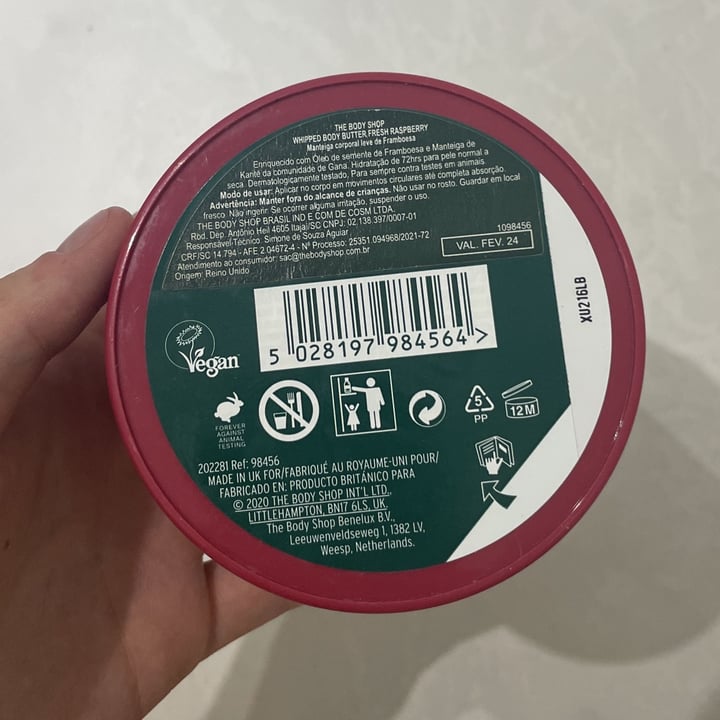 THE BODY SHOP
WHIPPED BODY BUTTER FRESH RASPBERRY
Manteiga corporal leve de Framboesa
Enriquecido com Óleo de semente de Framboesa e Manteiga de
Karité da comunidade de Gana. Hidratação de 72hrs para pele normal a
seca. Dermatologicamente testado. Para sempre contra testes em animais.
Modo de usar: Aplicar no corpo em movimentos circulares até completa absorção.
Advertência: Manter fora do alcance de crianças. Não usar no rosto. Guardar em local
fresco. Não ingerir. Se ocorrer alguma irritação, suspender o uso.
THE BODY SHOP BRASIL IND E COM DE COSM LTDA.
Rod. Dep. Antônio Heil 4605 Itajaí/SC CNPJ: 02.138.397/0007-01
Responsável Técnico: Simone de Souza Aguiar
1098456
CRF/SC 14.794 - AFE 2.04672-4 - Nº Processo: 25351.094968/2021-72
VAL. FEV. 24
Atendimento ao consumidor: sac@thebodyshop.com.br
Origem: Reino Unido
XU216LB
5 028197 984564 >
Vegan
FOREVER
AGAINST
ANIMAL
TESTING
5
PP
12 M
202281 Ref: 98456
MADE IN UK FOR/FABRIQUÉ AU ROYAUME-UNI POUR/
FABRICADO EN: PRODUCTO BRITÁNICO PARA
© 2020 THE BODY SHOP INT'L LTD.,
LITTLEHAMPTON, BN17 6LS, UK.
The Body Shop Benelux B.V.,
Leeuwenveldseweg 1, 1382 LV,
Weesp, Netherlands.